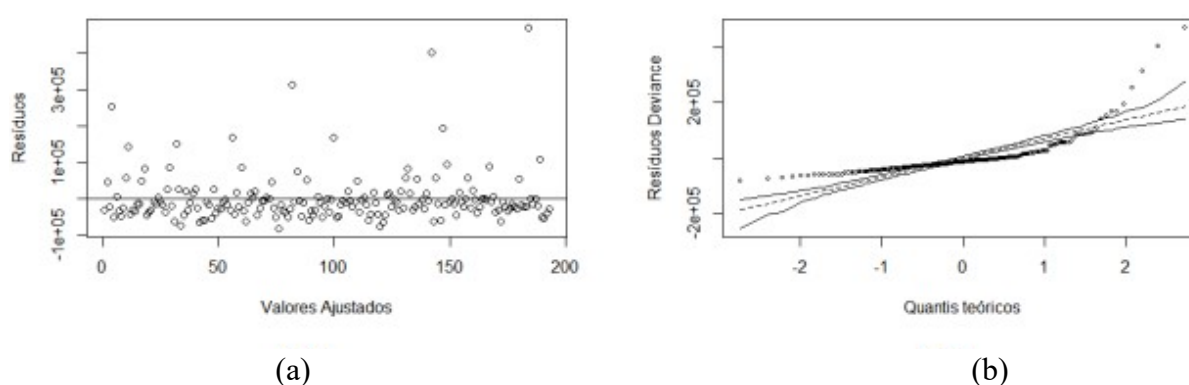 Resíduos
3e+05
1e+05
-1e+05
0
50
100
150
200
Valores Ajustados
(a)
Resíduos Deviance
2e+05
-2e+05
-2
-1
0
1
2
Quantis teóricos
(b)